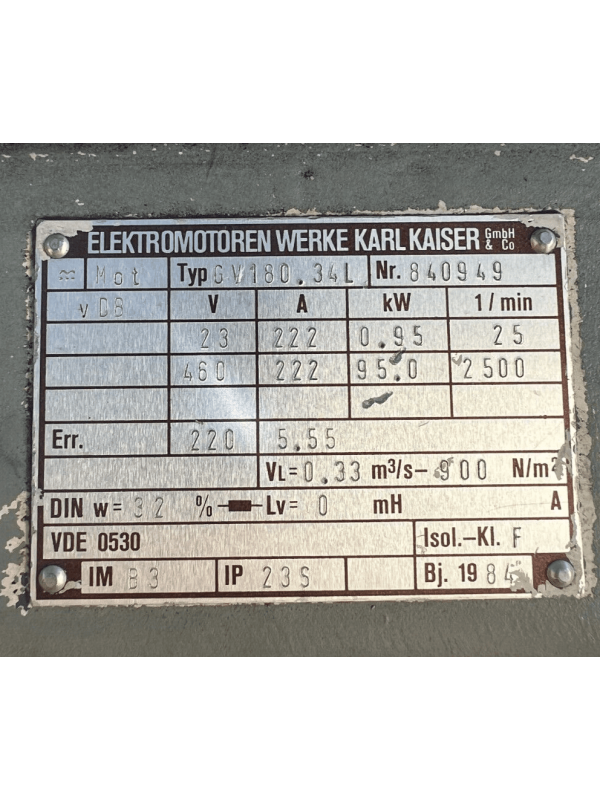 ELEKTROMOTOREN WERKE KARL KAISER GmbH & Co
Mot Typ GV180.34L Nr. 840949
vDB V A kW 1/min
23 222 0.95 25
460 222 95.0 2500
Err. 220 5.55
VL=0.33 m³/s- 900 N/m²
DIN w= 32 % Lv= 0 mH A
VDE 0530 Isol.-Kl. F
IM B3 IP 23S Bj. 19 84